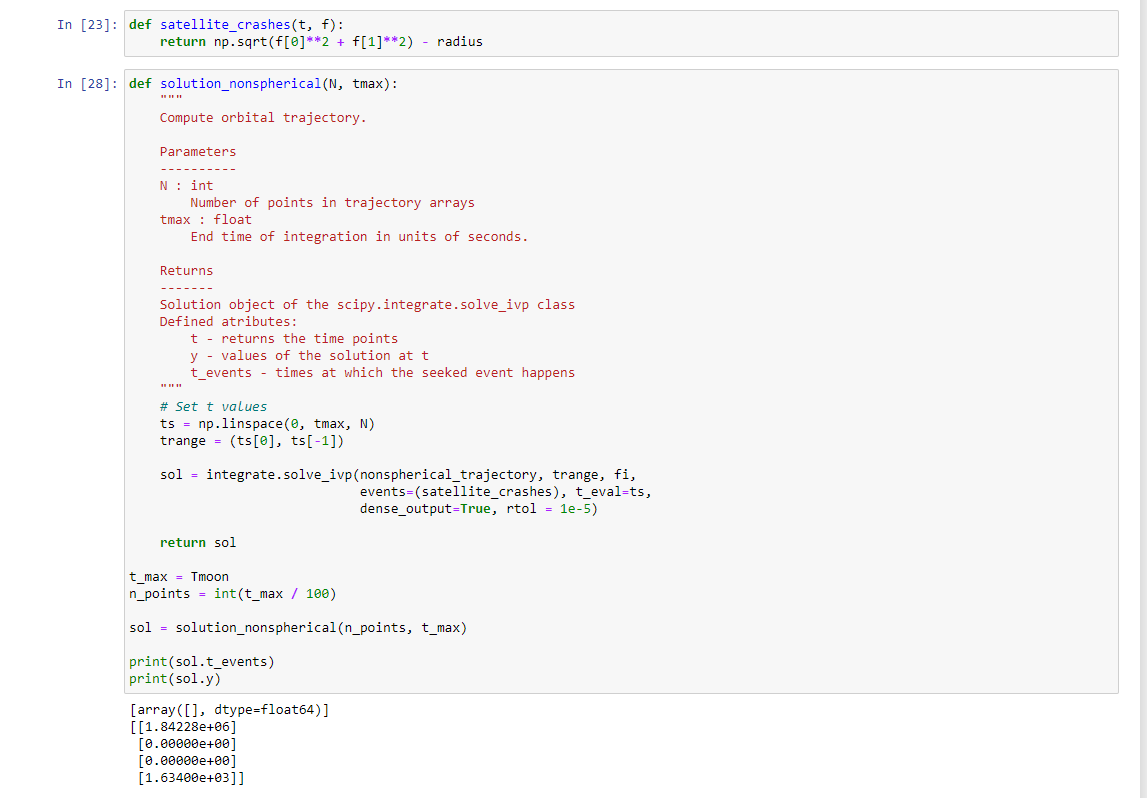 In [23]: def satellite_crashes(t, f):
    return np.sqrt(f[0]**2 + f[1]**2) - radius
In [28]: def solution_nonspherical(N, tmax):
    """
    Compute orbital trajectory.

    Parameters
    ----------
    N : int
        Number of points in trajectory arrays
    tmax : float
        End time of integration in units of seconds.

    Returns
    -------
    Solution object of the scipy.integrate.solve_ivp class
    Defined atributes:
        t - returns the time points
        y - values of the solution at t
        t_events - times at which the seeked event happens
    """
    # Set t values
    ts = np.linspace(0, tmax, N)
    trange = (ts[0], ts[-1])

    sol = integrate.solve_ivp(nonspherical_trajectory, trange, fi,
                              events=(satellite_crashes), t_eval=ts,
                              dense_output=True, rtol = 1e-5)

    return sol

t_max = Tmoon
n_points = int(t_max / 100)

sol = solution_nonspherical(n_points, t_max)

print(sol.t_events)
print(sol.y)
[array([], dtype=float64)]
[[1.84228e+06]
 [0.00000e+00]
 [0.00000e+00]
 [1.63400e+03]]